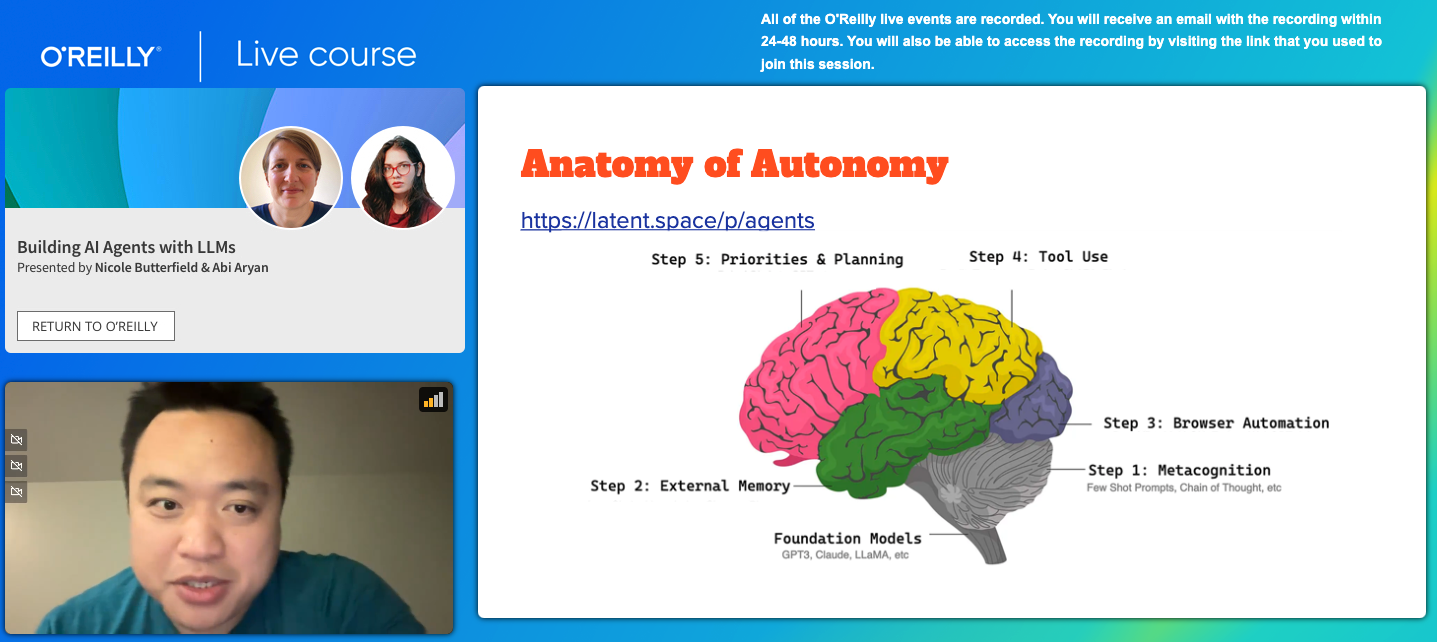 O'REILLY® Live course
All of the O'Reilly live events are recorded. You will receive an email with the recording within
24-48 hours. You will also be able to access the recording by visiting the link that you used to
join this session.
Building AI Agents with LLMs
Presented by Nicole Butterfield & Abi Aryan
RETURN TO O'REILLY
Anatomy of Autonomy
https://latent.space/p/agents
Step 5: Priorities & Planning
Step 4: Tool Use
Step 3: Browser Automation
Step 1: Metacognition
Few Shot Prompts, Chain of Thought, etc
Step 2: External Memory
Foundation Models
GPT3, Claude, LLaMA, etc